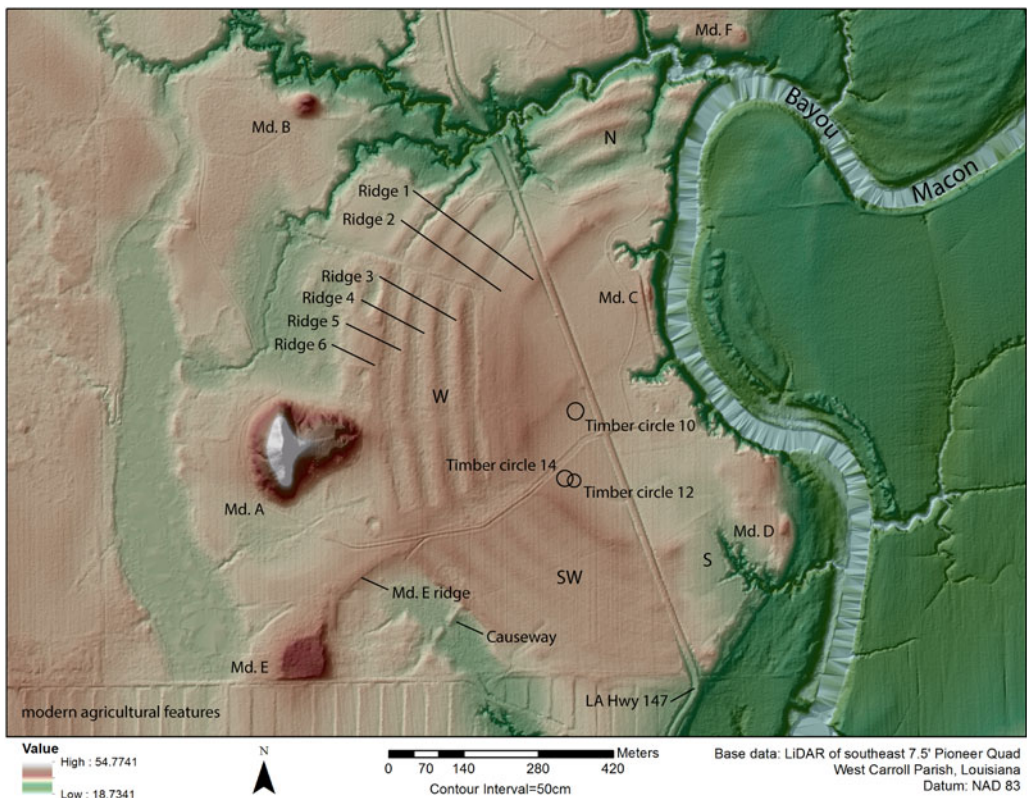 Md. F
Bayou
Macon
Md. B
N
Ridge 1
Ridge 2
Ridge 3
Ridge 4
Ridge 5
Ridge 6
Md. C
W
Timber circle 10
Timber circle 14
Timber circle 12
Md. A
Md. D
S
SW
Md. E ridge
Causeway
Md. E
LA Hwy 147
modern agricultural features
Value
High : 54.7741
Low : 18.7341
N
Meters
0 70 140 280 420
Contour Interval=50cm
Base data: LiDAR of southeast 7.5' Pioneer Quad
West Carroll Parish, Louisiana
Datum: NAD 83